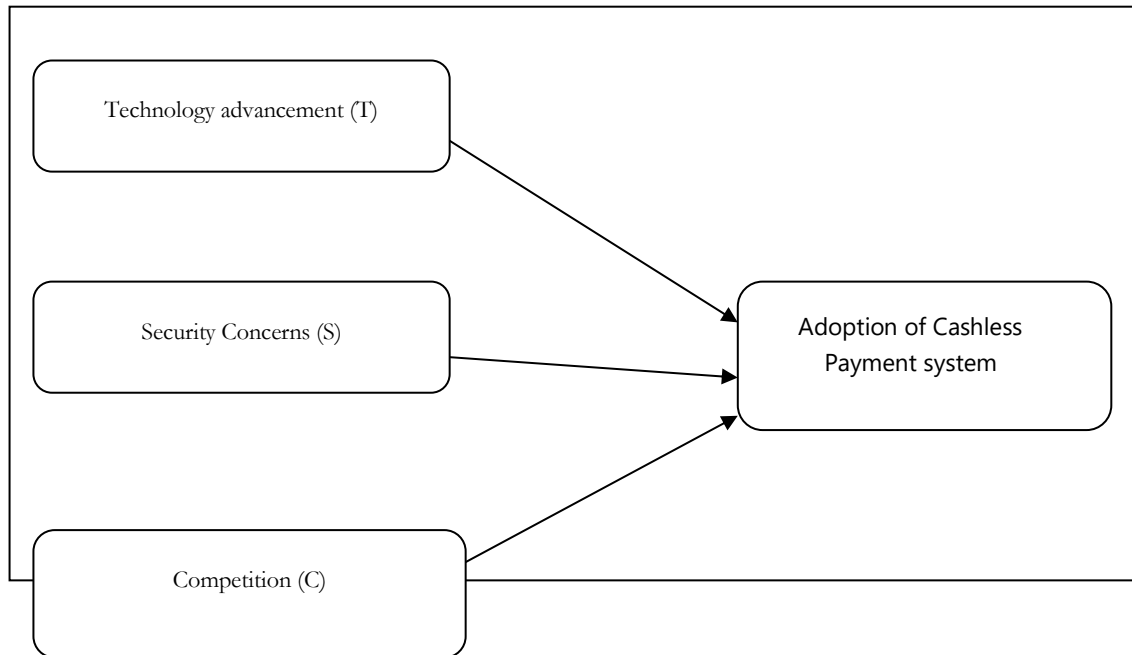 Technology advancement (T)
Security Concerns (S)
Adoption of Cashless
Payment system
Competition (C)